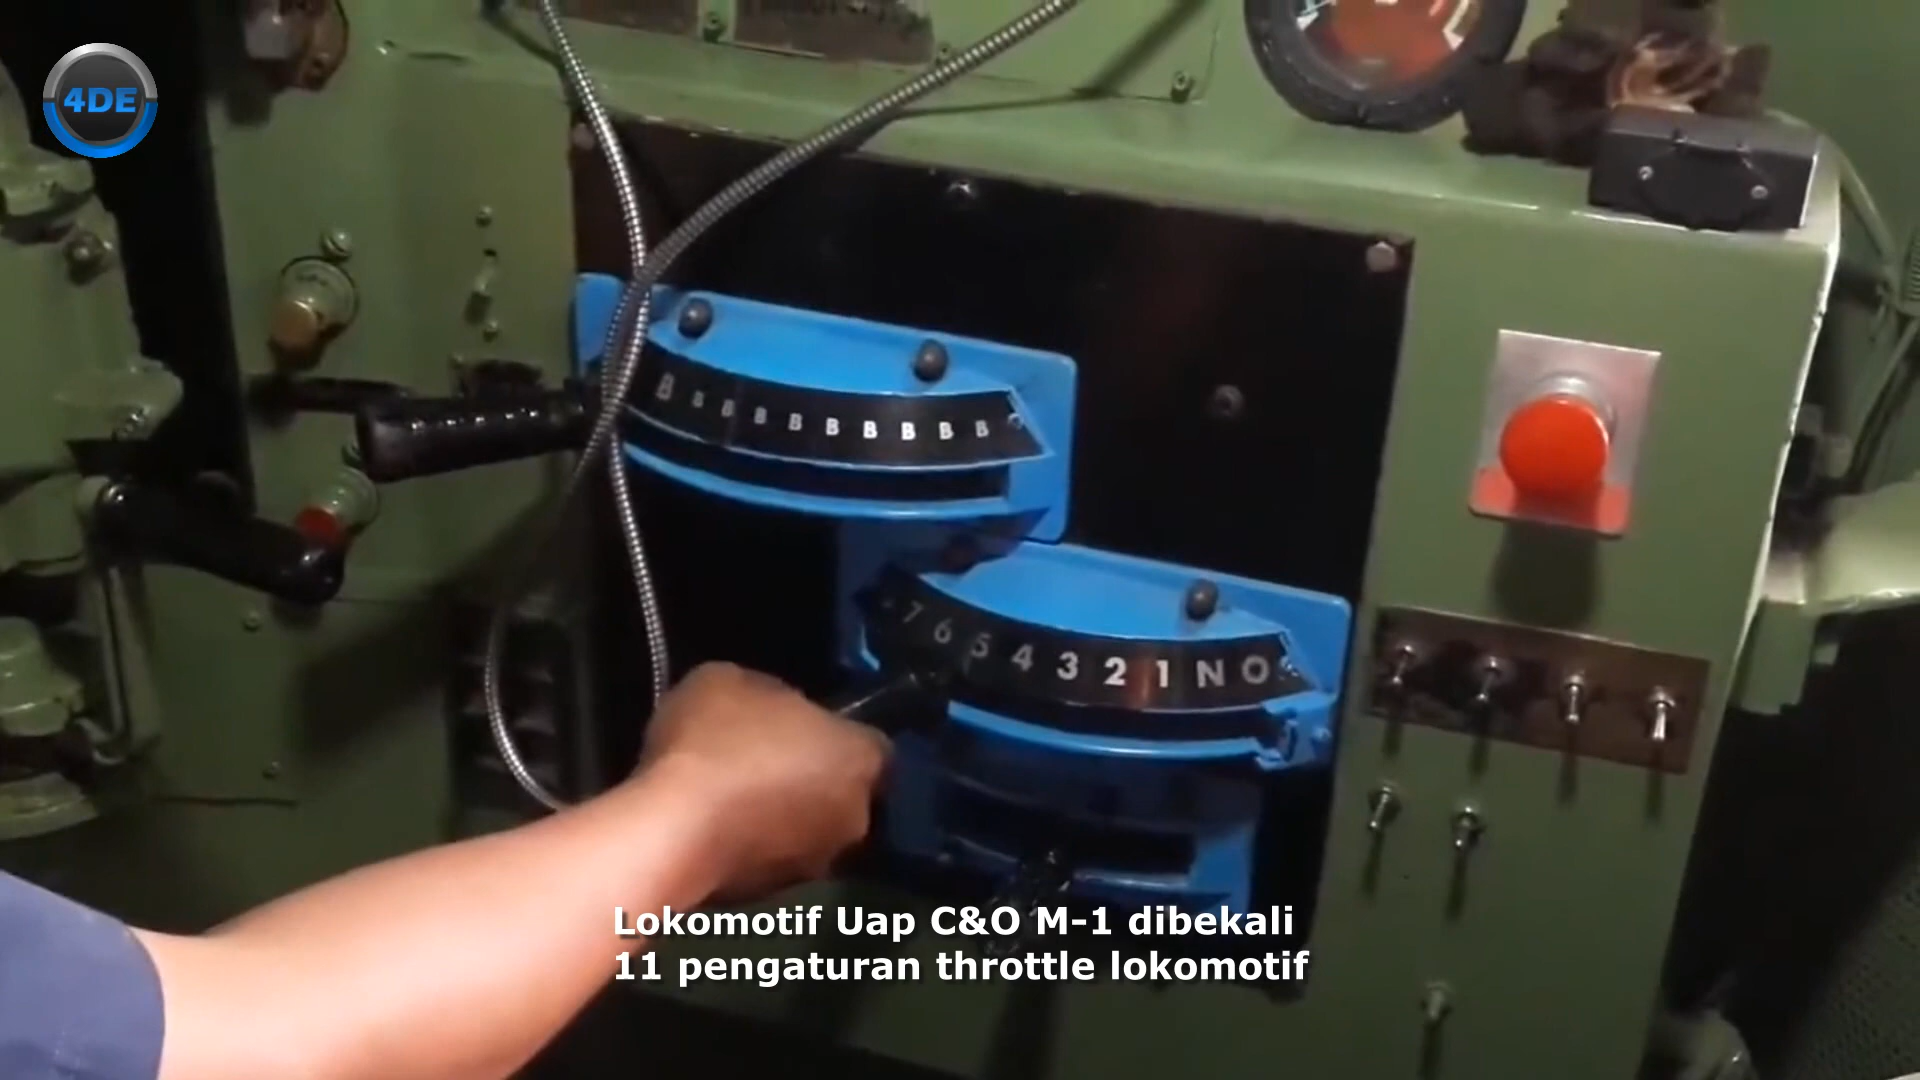 4DE
B B B B B B B B B B
7 6 5 4 3 2 1 N O
Lokomotif Uap C&O M-1 dibekali
11 pengaturan throttle lokomotif